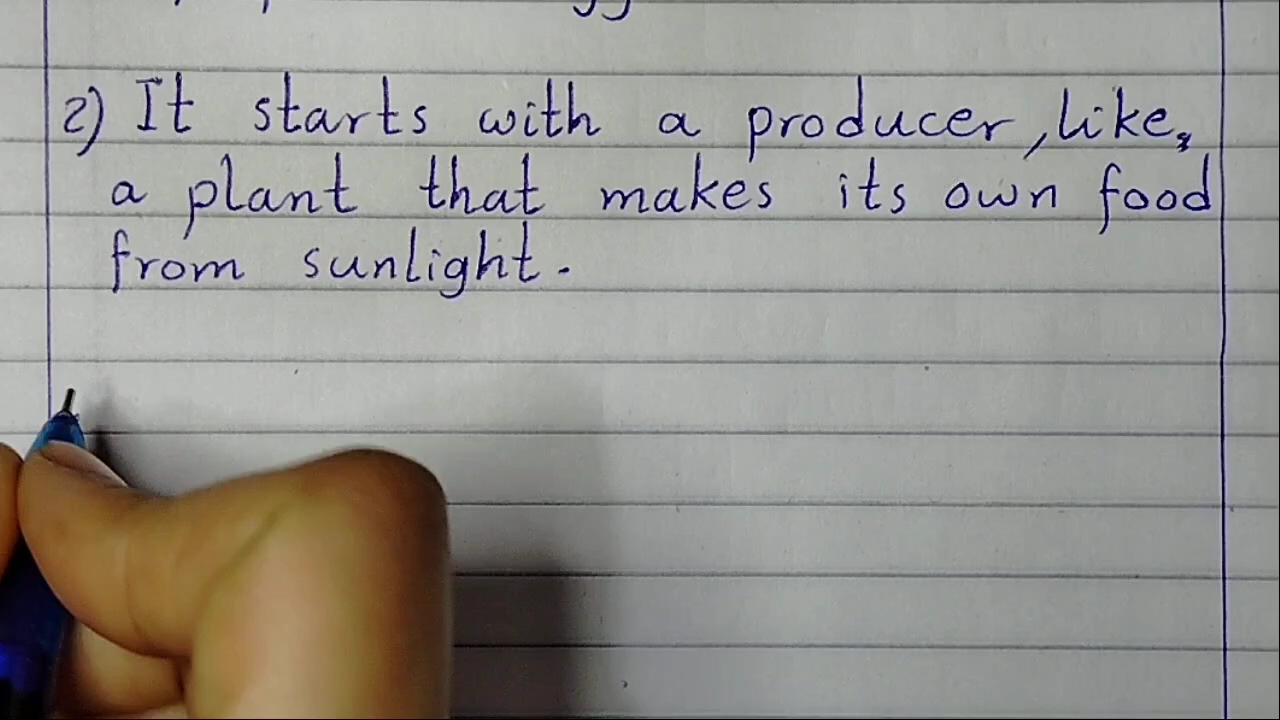 2) It starts with a producer, like,
a plant that makes its own food
from sunlight.